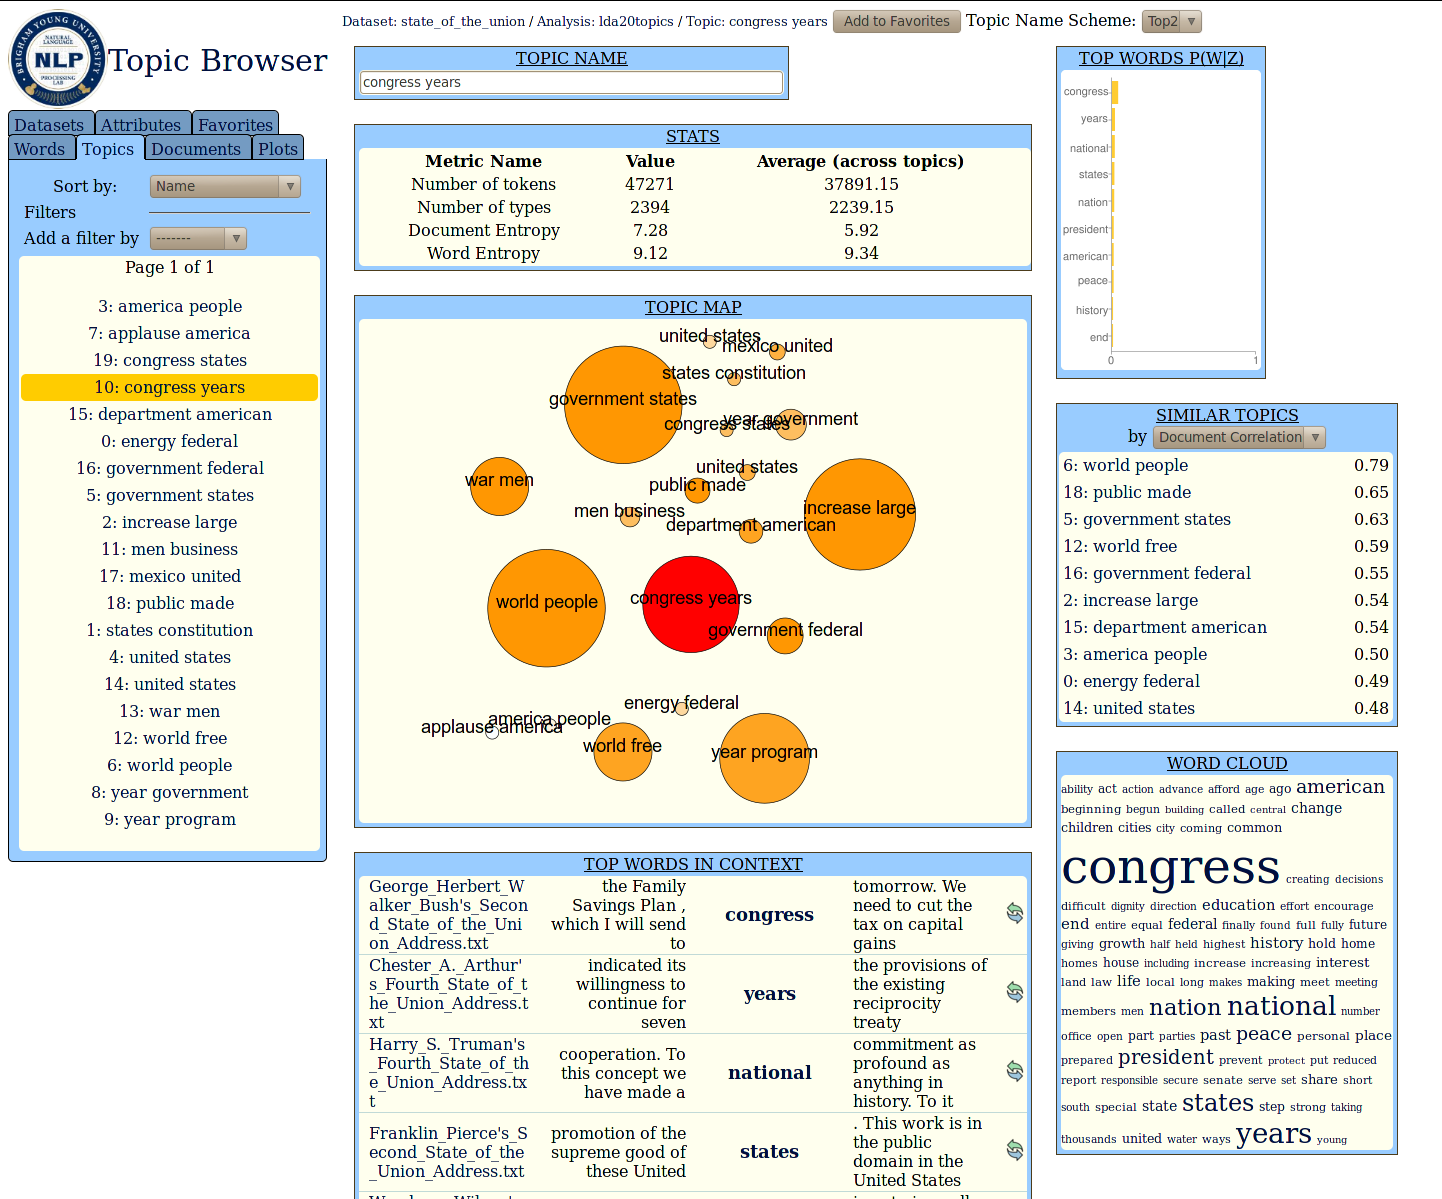 BRIGHAM YOUNG UNIVERSITY
NATURAL LANGUAGE
NLP
PROCESSING LAB
Topic Browser
Datasets
Attributes
Favorites
Words
Topics
Documents
Plots
Sort by: Name
Filters
Add a filter by -------
Page 1 of 1
3: america people
7: applause america
19: congress states
10: congress years
15: department american
0: energy federal
16: government federal
5: government states
2: increase large
11: men business
17: mexico united
18: public made
1: states constitution
4: united states
14: united states
13: war men
12: world free
6: world people
8: year government
9: year program
Dataset: state_of_the_union / Analysis: lda20topics / Topic: congress years Add to Favorites Topic Name Scheme: Top2
TOPIC NAME
congress years
STATS
Metric Name Value Average (across topics)
Number of tokens 47271 37891.15
Number of types 2394 2239.15
Document Entropy 7.28 5.92
Word Entropy 9.12 9.34
TOPIC MAP
united states
mexico united
states constitution
government states
year government
congress states
united states
war men
public made
increase large
men business
department american
world people
congress years
government federal
energy federal
america people
applause america
world free
year program
TOP WORDS IN CONTEXT
George_Herbert_W
alker_Bush's_Secon
d_State_of_the_Uni
on_Address.txt
the Family
Savings Plan ,
which I will send
to
congress
tomorrow. We
need to cut the
tax on capital
gains
Chester_A._Arthur'
s_Fourth_State_of_t
he_Union_Address.t
xt
indicated its
willingness to
continue for
seven
years
the provisions of
the existing
reciprocity
treaty
Harry_S._Truman's
_Fourth_State_of_th
e_Union_Address.tx
t
cooperation. To
this concept we
have made a
national
commitment as
profound as
anything in
history. To it
Franklin_Pierce's_S
econd_State_of_the
_Union_Address.txt
promotion of the
supreme good of
these United
states
. This work is in
the public
domain in the
United States
TOP WORDS P(W|Z)
congress
years
national
states
nation
president
american
peace
history
end
0 1
SIMILAR TOPICS
by Document Correlation
6: world people 0.79
18: public made 0.65
5: government states 0.63
12: world free 0.59
16: government federal 0.55
2: increase large 0.54
15: department american 0.54
3: america people 0.50
0: energy federal 0.49
14: united states 0.48
WORD CLOUD
ability act action advance afford age ago american
beginning begun building called central change
children cities city coming common
congress creating decisions
difficult dignity direction education effort encourage
end entire equal federal finally found full fully future
giving growth half held highest history hold home
homes house including increase increasing interest
land law life local long makes making meet meeting
members men nation national number
office open part parties past peace personal place
prepared president prevent protect put reduced
report responsible secure senate serve set share short
south special state states step strong taking
thousands united water ways years young